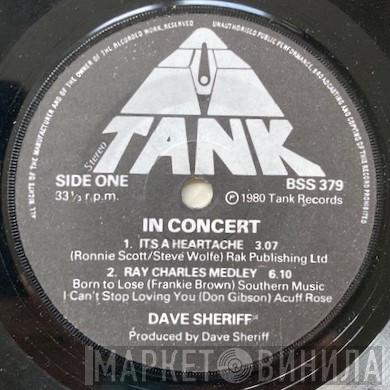 ALL RIGHTS OF THE MANUFACTURER AND OF THE OWNER OF THE RECORDED WORK, RESERVED
UNAUTHORISED PUBLIC PERFORMANCE, BROADCASTING AND COPYING OF THIS RECORD PROHIBITED
TANK
Stereo
SIDE ONE
33 1/3 r.p.m.
BSS 379
℗ 1980 Tank Records
IN CONCERT
1. ITS A HEARTACHE 3.07
(Ronnie Scott/Steve Wolfe) Rak Publishing Ltd
2. RAY CHARLES MEDLEY 6.10
Born to Lose (Frankie Brown) Southern Music
I Can't Stop Loving You (Don Gibson) Acuff Rose
DAVE SHERIFF
Produced by Dave Sheriff
МАРКЕТ ВИНИЛА